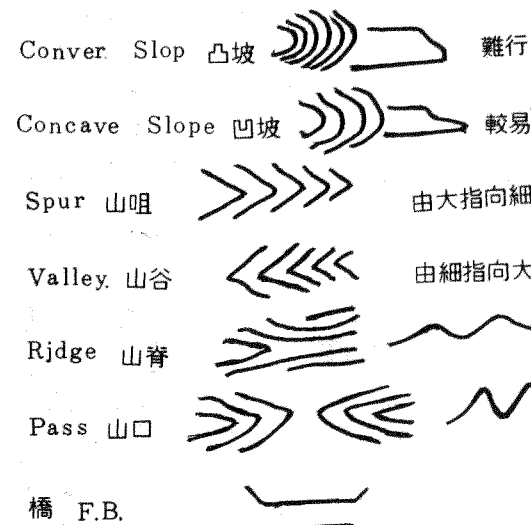 Conver Slop 凸坡 難行
Concave Slope 凹坡 較易
Spur 山咀 由大指向細
Valley. 山谷 由細指向大
Rjdge 山脊
Pass 山口
橋 F.B.